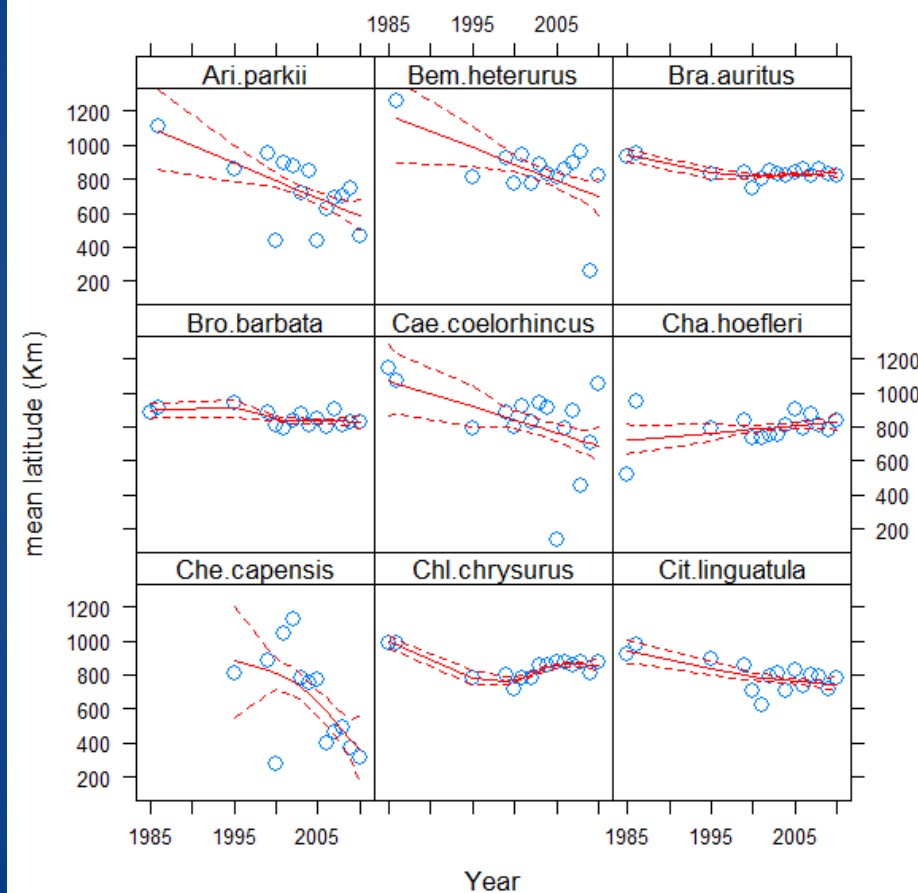 1985 1995 2005
Ari.parkii Bem.heterurus Bra.auritus
1200
1000
800
600
400
200
Bro.barbata Cae.coelorhincus Cha.hoefleri
1200
1000
800
600
400
200
mean latitude (Km)
Che.capensis Chl.chrysurus Cit.linguatula
1200
1000
800
600
400
200
1985 1995 2005 1985 1995 2005
Year